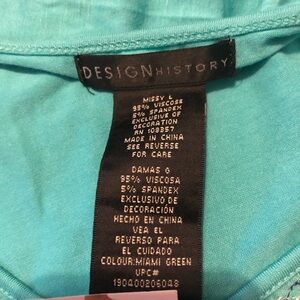 DESIGN HISTORY
MISSY L
95% VISCOSE
5% SPANDEX
EXCLUSIVE OF
DECORATION
RN 103357
MADE IN CHINA
SEE REVERSE
FOR CARE
DAMAS G
95% VISCOSA
5% SPANDEX
EXCLUSIVO DE
DECORACIÓN
HECHO EN CHINA
VEA EL
REVERSO PARA
EL CUIDADO
COLOUR:MIAMI GREEN
UPC#
190400206048